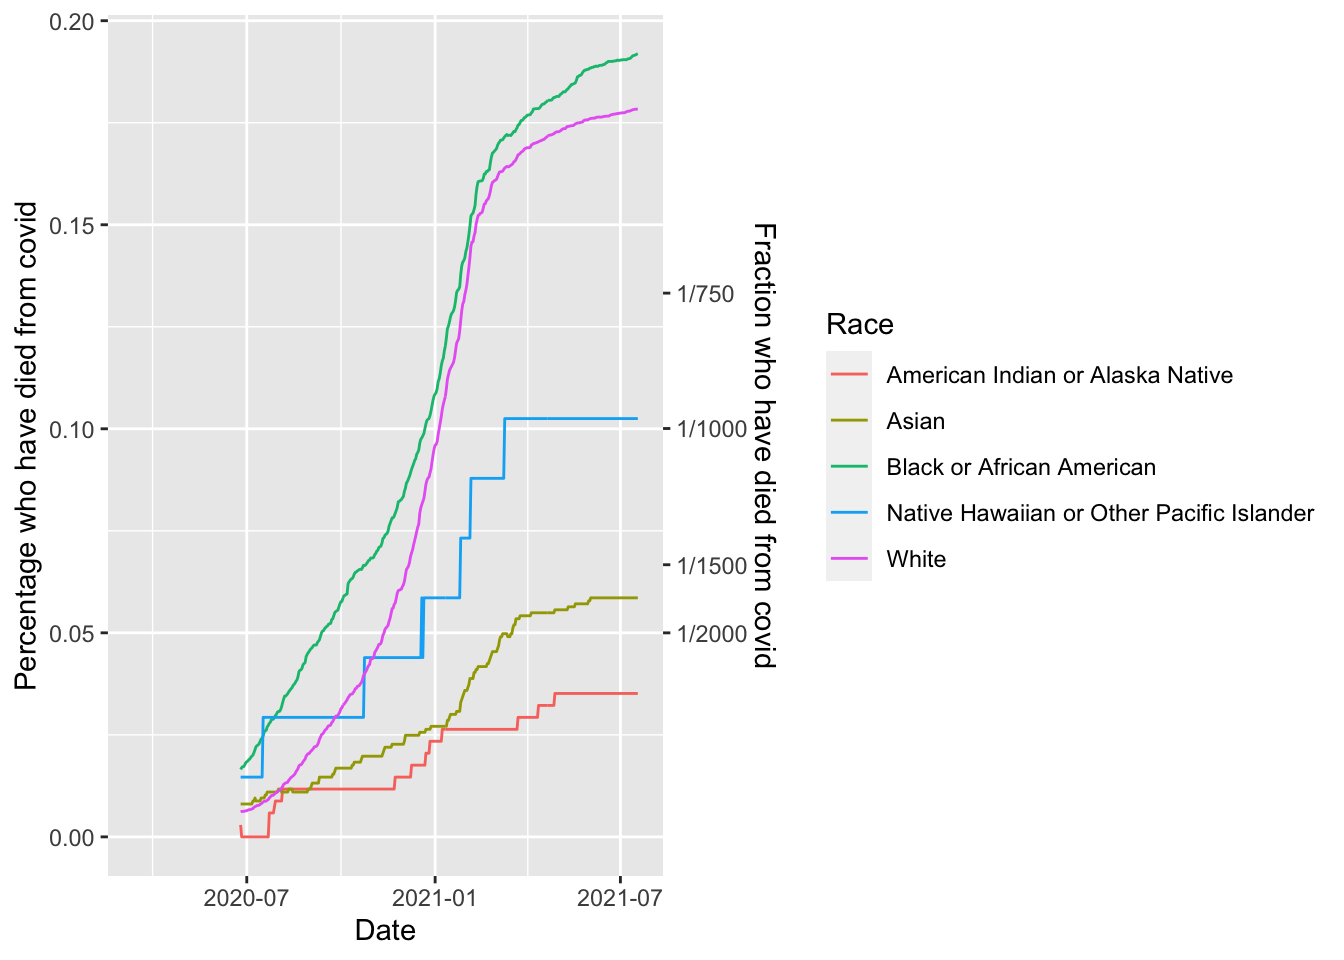 0.20
0.15
0.10
0.05
0.00
Percentage who have died from covid
2020-07
2021-01
2021-07
Date
1/750
1/1000
1/1500
1/2000
Fraction who have died from covid
Race
American Indian or Alaska Native
Asian
Black or African American
Native Hawaiian or Other Pacific Islander
White